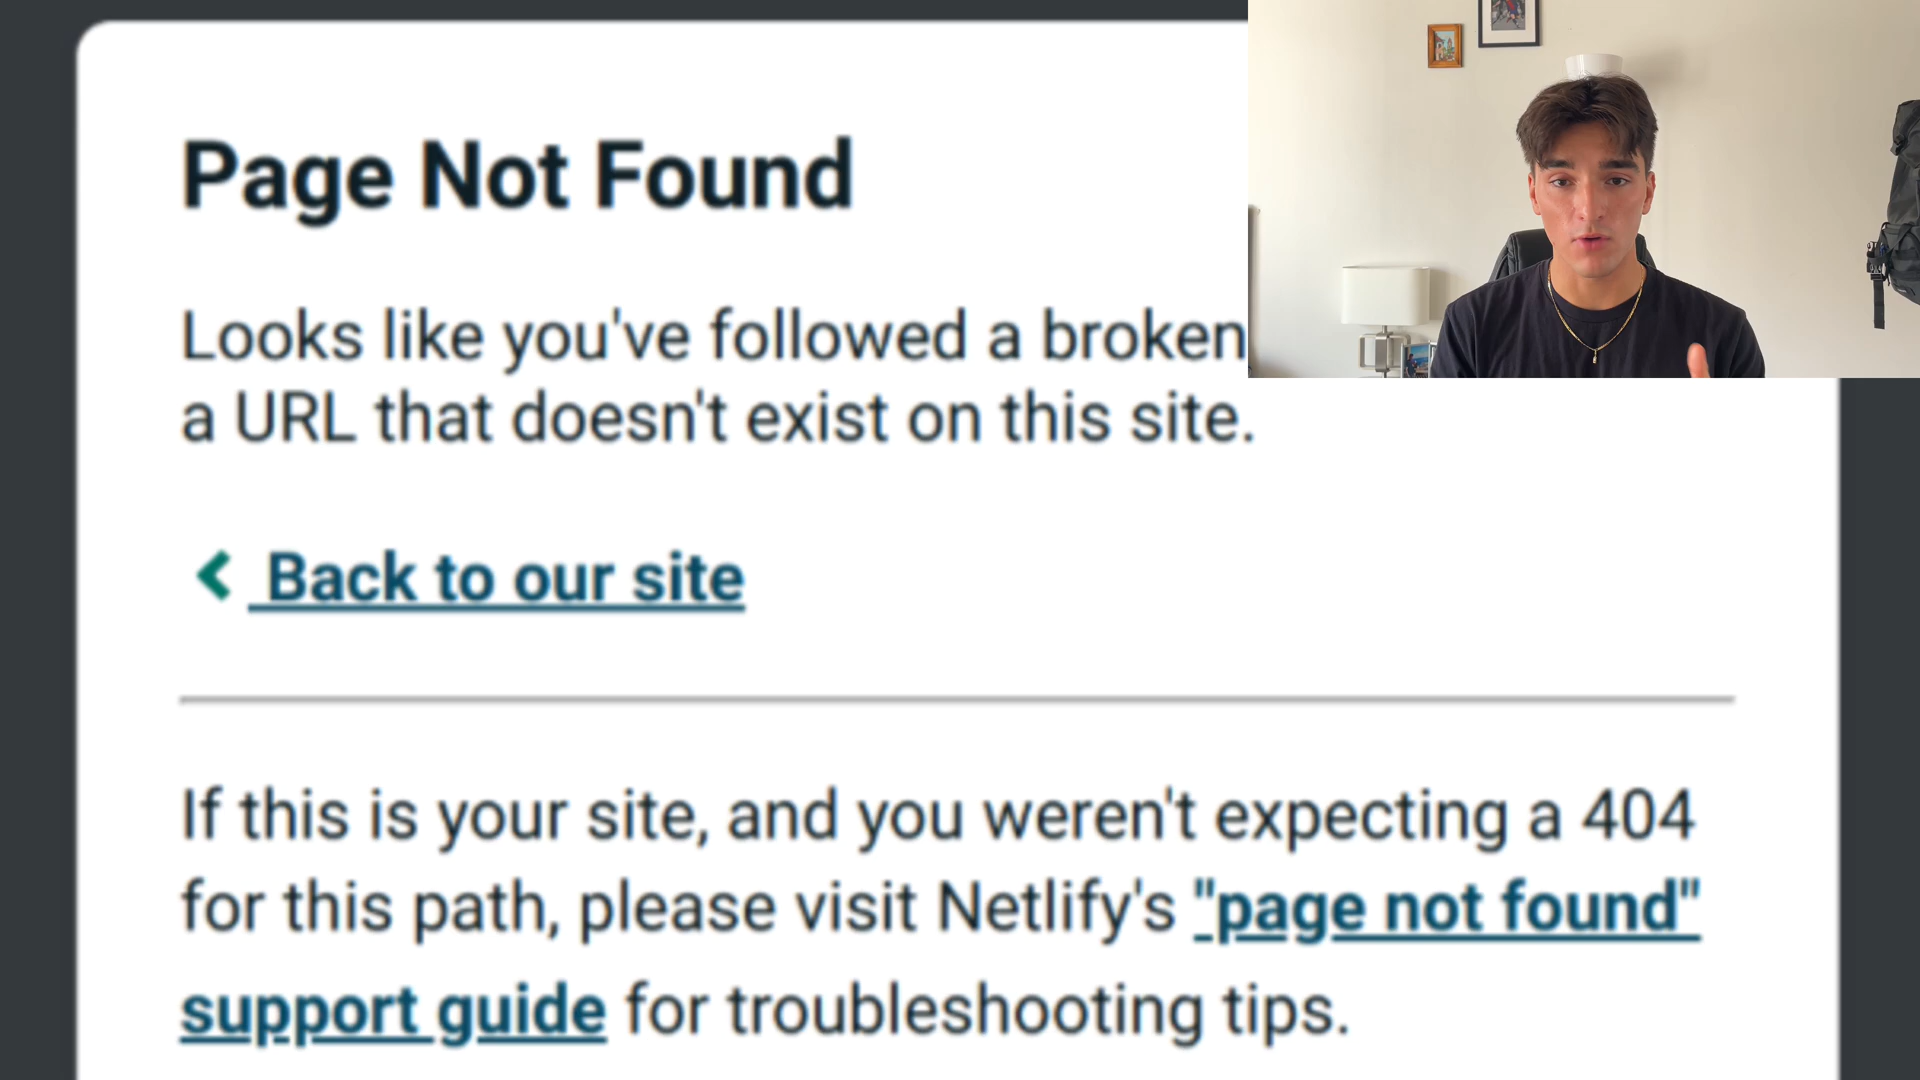 Page Not Found
Looks like you've followed a broken
a URL that doesn't exist on this site.
Back to our site
If this is your site, and you weren't expecting a 404
for this path, please visit Netlify's "page not found"
support guide for troubleshooting tips.